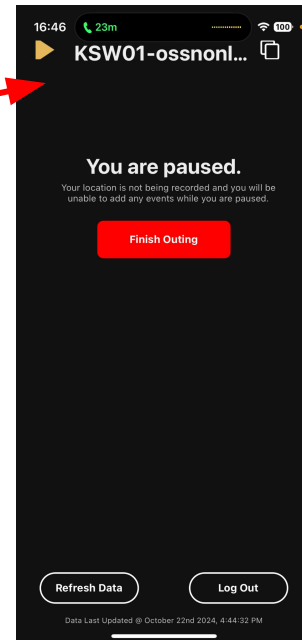 16:46 23m 100
KSW01-ossnonl...
You are paused.
Your location is not being recorded and you will be
unable to add any events while you are paused.
Finish Outing
Refresh Data Log Out
Data Last Updated @ October 22nd 2024, 4:44:32 PM